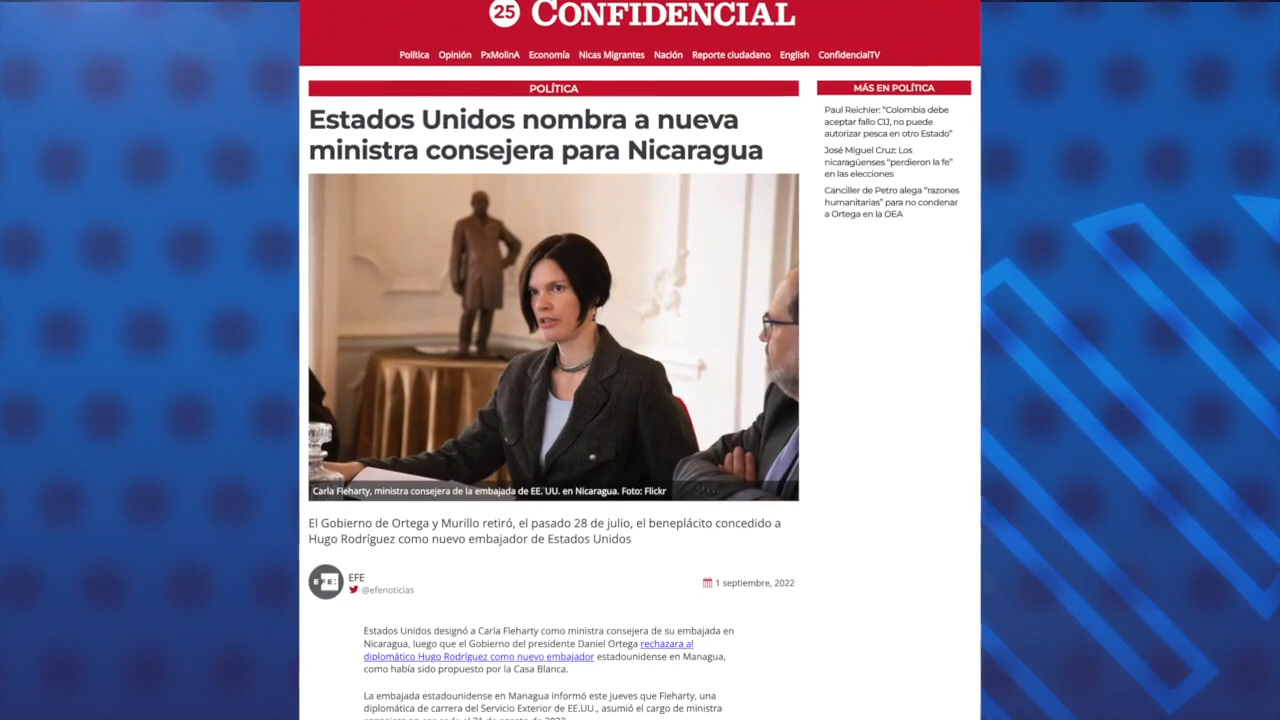 25 CONFIDENCIAL
Política Opinión PxMolinA Economía Nicas Migrantes Nación Reporte ciudadano English ConfidencialTV
POLÍTICA
Estados Unidos nombra a nueva
ministra consejera para Nicaragua
Carla Fleharty, ministra consejera de la embajada de EE. UU. en Nicaragua. Foto: Flickr
El Gobierno de Ortega y Murillo retiró, el pasado 28 de julio, el beneplácito concedido a
Hugo Rodríguez como nuevo embajador de Estados Unidos
EFE:
EFE
@efenoticias
1 septiembre, 2022
Estados Unidos designó a Carla Fleharty como ministra consejera de su embajada en
Nicaragua, luego que el Gobierno del presidente Daniel Ortega rechazara al
diplomático Hugo Rodríguez como nuevo embajador estadounidense en Managua,
como había sido propuesto por la Casa Blanca.
La embajada estadounidense en Managua informó este jueves que Fleharty, una
diplomática de carrera del Servicio Exterior de EE.UU., asumió el cargo de ministra
MÁS EN POLÍTICA
Paul Reichler: "Colombia debe
aceptar fallo CIJ, no puede
autorizar pesca en otro Estado"
José Miguel Cruz: Los
nicaragüenses "perdieron la fe"
en las elecciones
Canciller de Petro alega "razones
humanitarias" para no condenar
a Ortega en la OEA